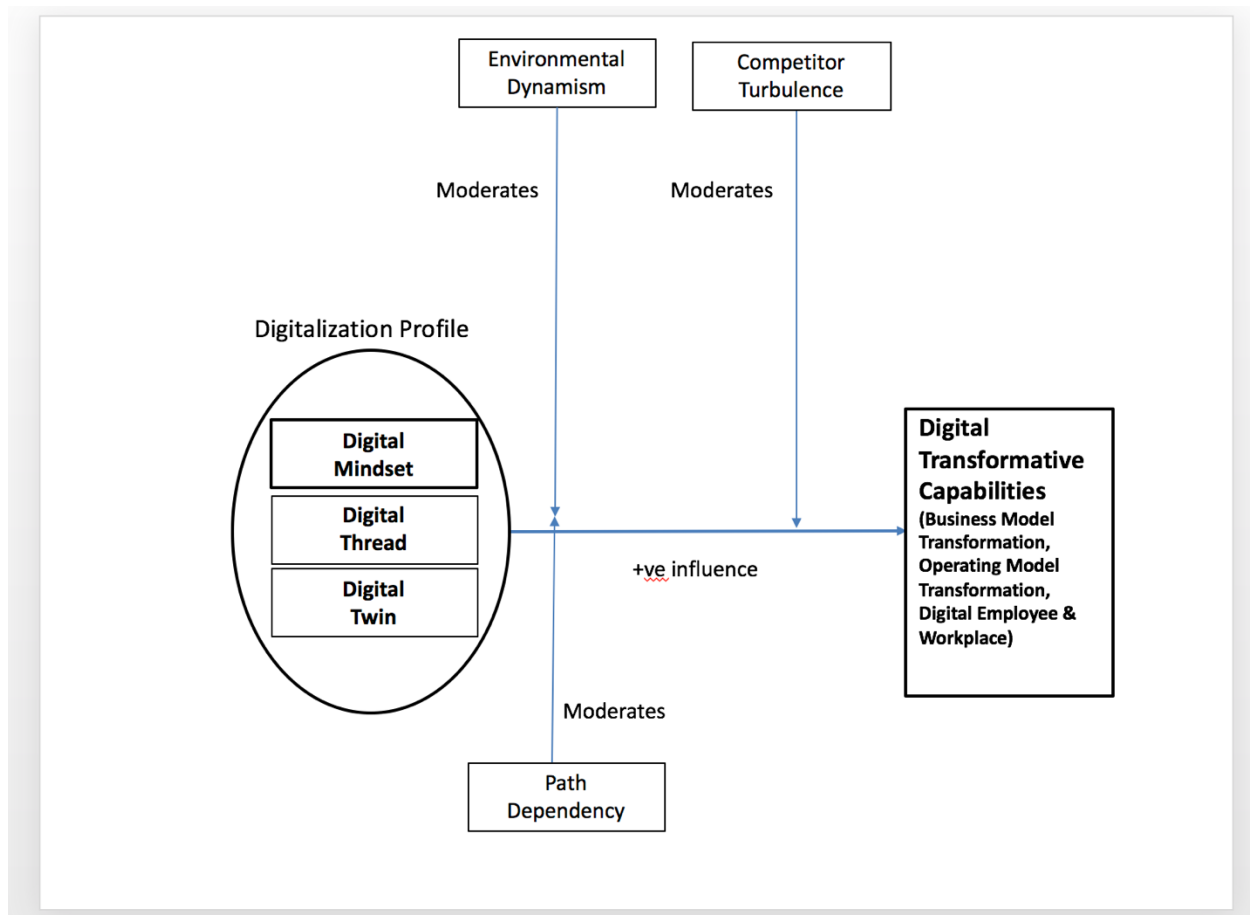 Environmental
Dynamism
Competitor
Turbulence
Moderates
Moderates
Digitalization Profile
Digital
Mindset
Digital
Thread
Digital
Twin
+ve influence
Digital
Transformative
Capabilities
(Business Model
Transformation,
Operating Model
Transformation,
Digital Employee &
Workplace)
Moderates
Path
Dependency